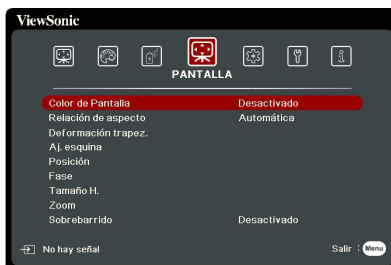 ViewSonic
PANTALLA
Color de Pantalla Desactivado
Relación de aspecto Automática
Deformación trapez.
Aj. esquina
Posición
Fase
Tamaño H.
Zoom
Sobrebarrido Desactivado
No hay señal Salir : Menu